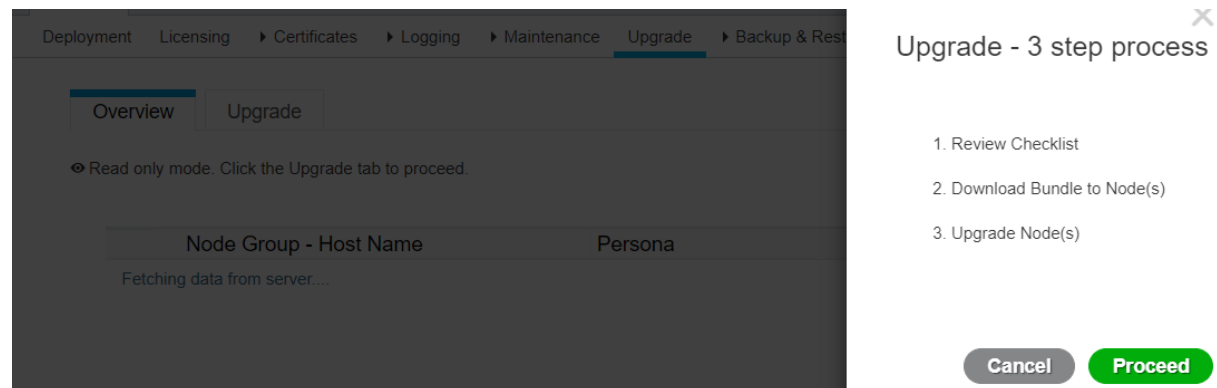 Deployment Licensing Certificates Logging Maintenance Upgrade Backup & Rest
Overview Upgrade
Read only mode. Click the Upgrade tab to proceed.
Node Group - Host Name Persona
Fetching data from server....
Upgrade - 3 step process
1. Review Checklist
2. Download Bundle to Node(s)
3. Upgrade Node(s)
Cancel Proceed